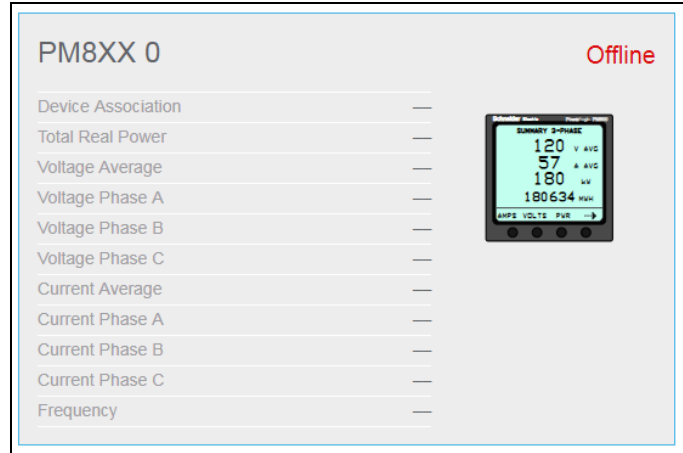 PM8XX 0
Offline
Device Association —
Total Real Power —
Voltage Average —
Voltage Phase A —
Voltage Phase B —
Voltage Phase C —
Current Average —
Current Phase A —
Current Phase B —
Current Phase C —
Frequency —
Schneider Electric
SUMMARY 3-PHASE
120 V AVG
57 A AVG
180 kW
180634 MWH
AMPS VOLTS PWR